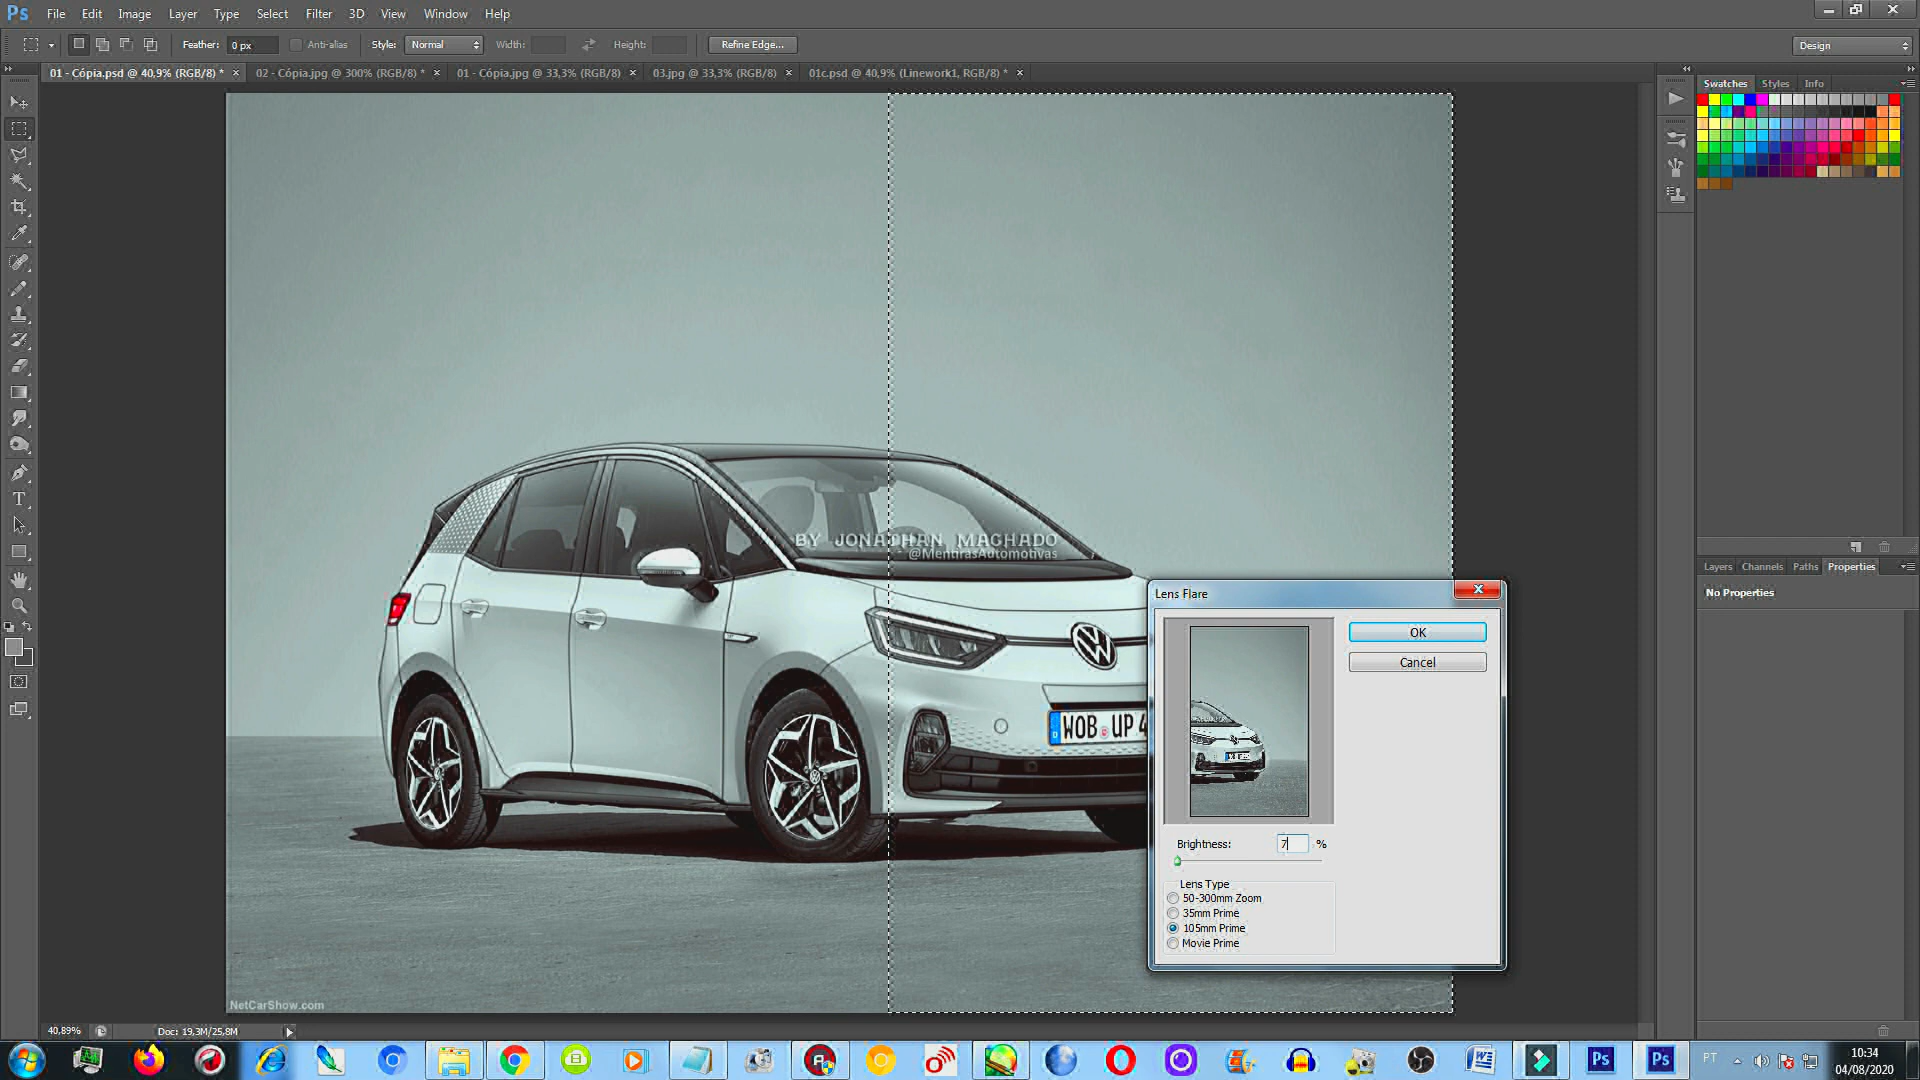 Ps File Edit Image Layer Type Select Filter 3D View Window Help
Feather: 0 px Anti-alias Style: Normal Width: Height: Refine Edge... Design
01 - Cópia.psd @ 40,9% (RGB/8) * × 02 - Cópia.jpg @ 300% (RGB/8) * × 01 - Cópia.jpg @ 33,3% (RGB/8) × 03.jpg @ 33,3% (RGB/8) × 01c.psd @ 40,9% (Linework1, RGB/8) * ×
Swatches Styles Info
BY JONATHAN MACHADO
@MentirasAutomotivas
Layers Channels Paths Properties
No Properties
Lens Flare
OK
Cancel
WOB UP 4
Brightness: 7 %
Lens Type
50-300mm Zoom
35mm Prime
105mm Prime
Movie Prime
NetCarShow.com
40,89% Doc: 19,3M/25,8M
PT
10:34
04/08/2020
Ps Ps